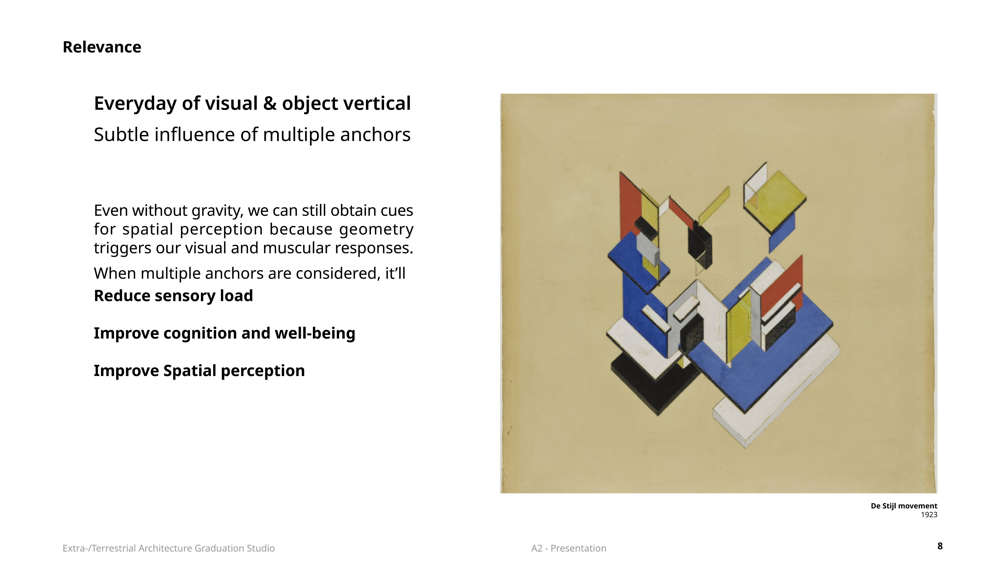 Relevance
Everyday of visual & object vertical
Subtle influence of multiple anchors
Even without gravity, we can still obtain cues
for spatial perception because geometry
triggers our visual and muscular responses.
When multiple anchors are considered, it’ll
Reduce sensory load
Improve cognition and well-being
Improve Spatial perception
De Stijl movement
1923
Extra-/Terrestrial Architecture Graduation Studio
A2 - Presentation
8